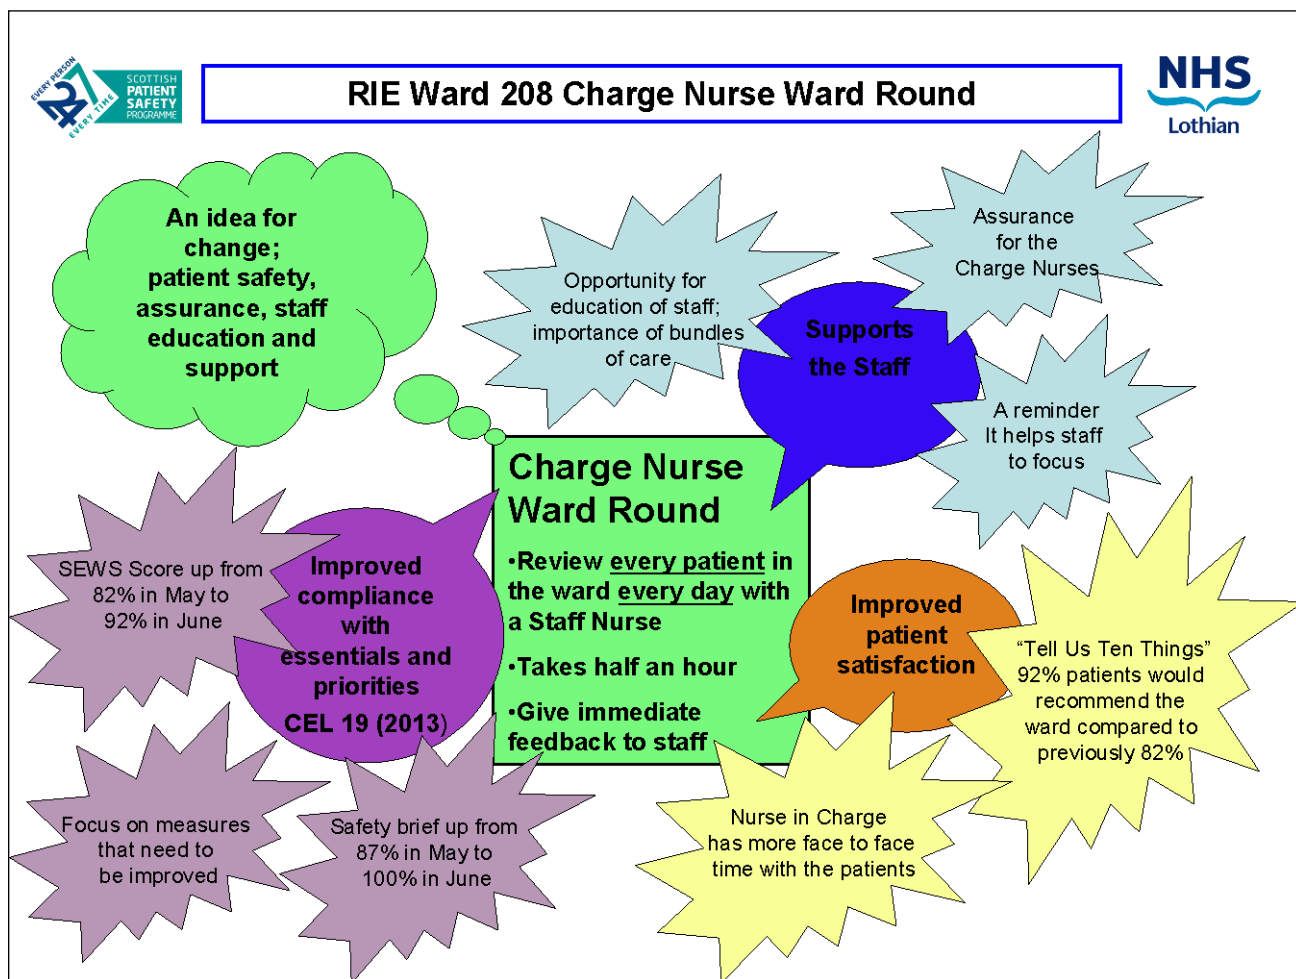 EVERY PERSON
24/7
EVERY TIME
SCOTTISH
PATIENT
SAFETY
PROGRAMME
RIE Ward 208 Charge Nurse Ward Round
NHS
Lothian
An idea for
change;
patient safety,
assurance, staff
education and
support
Opportunity for
education of staff;
importance of bundles
of care
Supports
the Staff
Assurance
for the
Charge Nurses
A reminder
It helps staff
to focus
Charge Nurse
Ward Round
•Review every patient in
the ward every day with
a Staff Nurse
•Takes half an hour
•Give immediate
feedback to staff
SEWS Score up from
82% in May to
92% in June
Improved
compliance
with
essentials and
priorities
CEL 19 (2013)
Improved
patient
satisfaction
“Tell Us Ten Things”
92% patients would
recommend the
ward compared to
previously 82%
Focus on measures
that need to
be improved
Safety brief up from
87% in May to
100% in June
Nurse in Charge
has more face to face
time with the patients